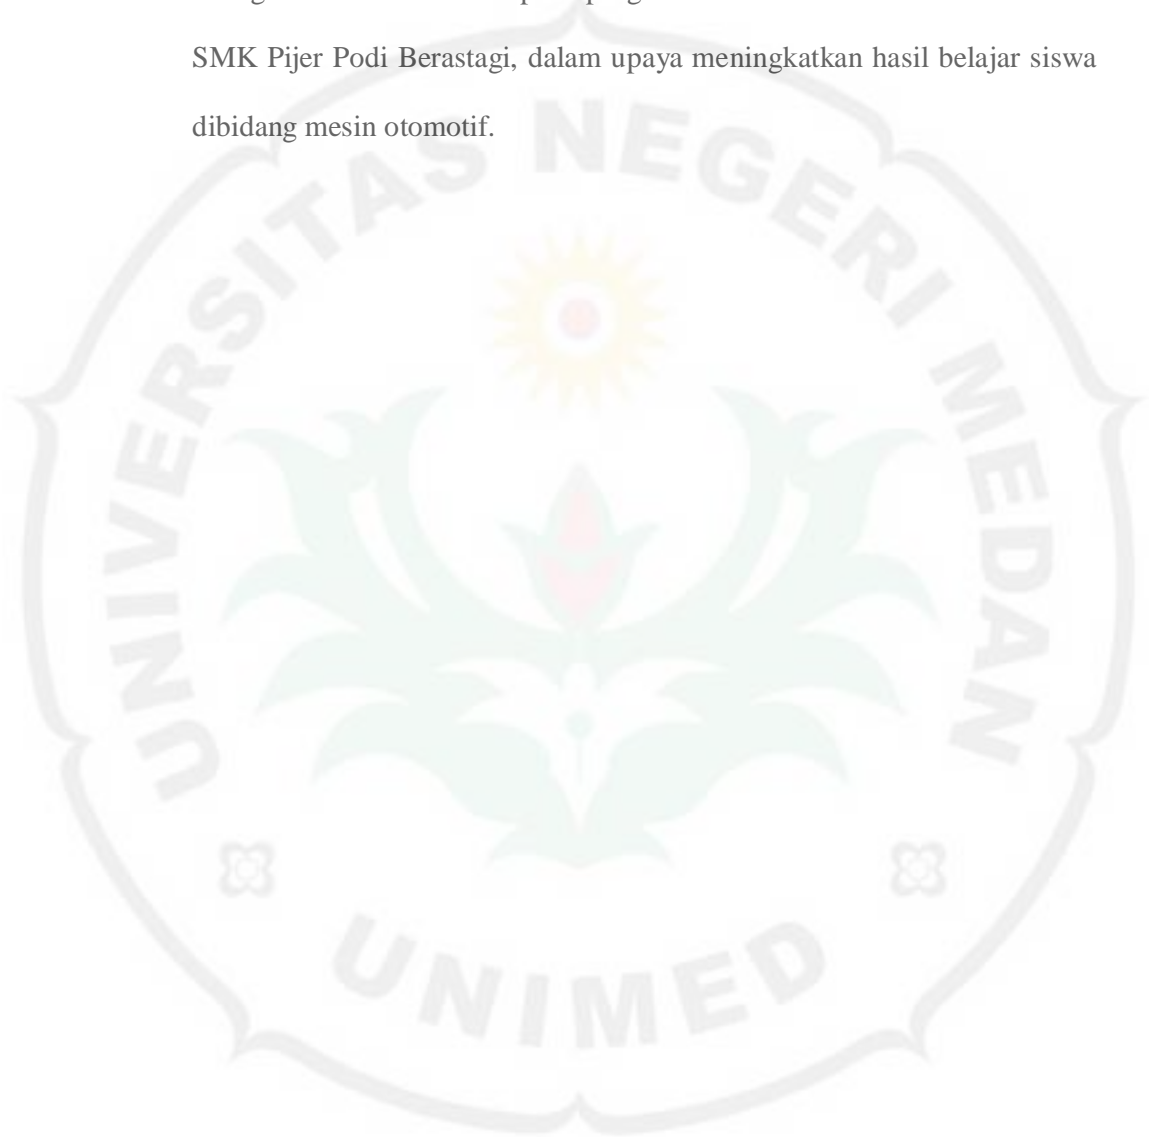 SMK Pijer Podi Berastagi, dalam upaya meningkatkan hasil belajar siswa
dibidang mesin otomotif.
UNIVERSITAS NEGERI MEDAN
UNIMED